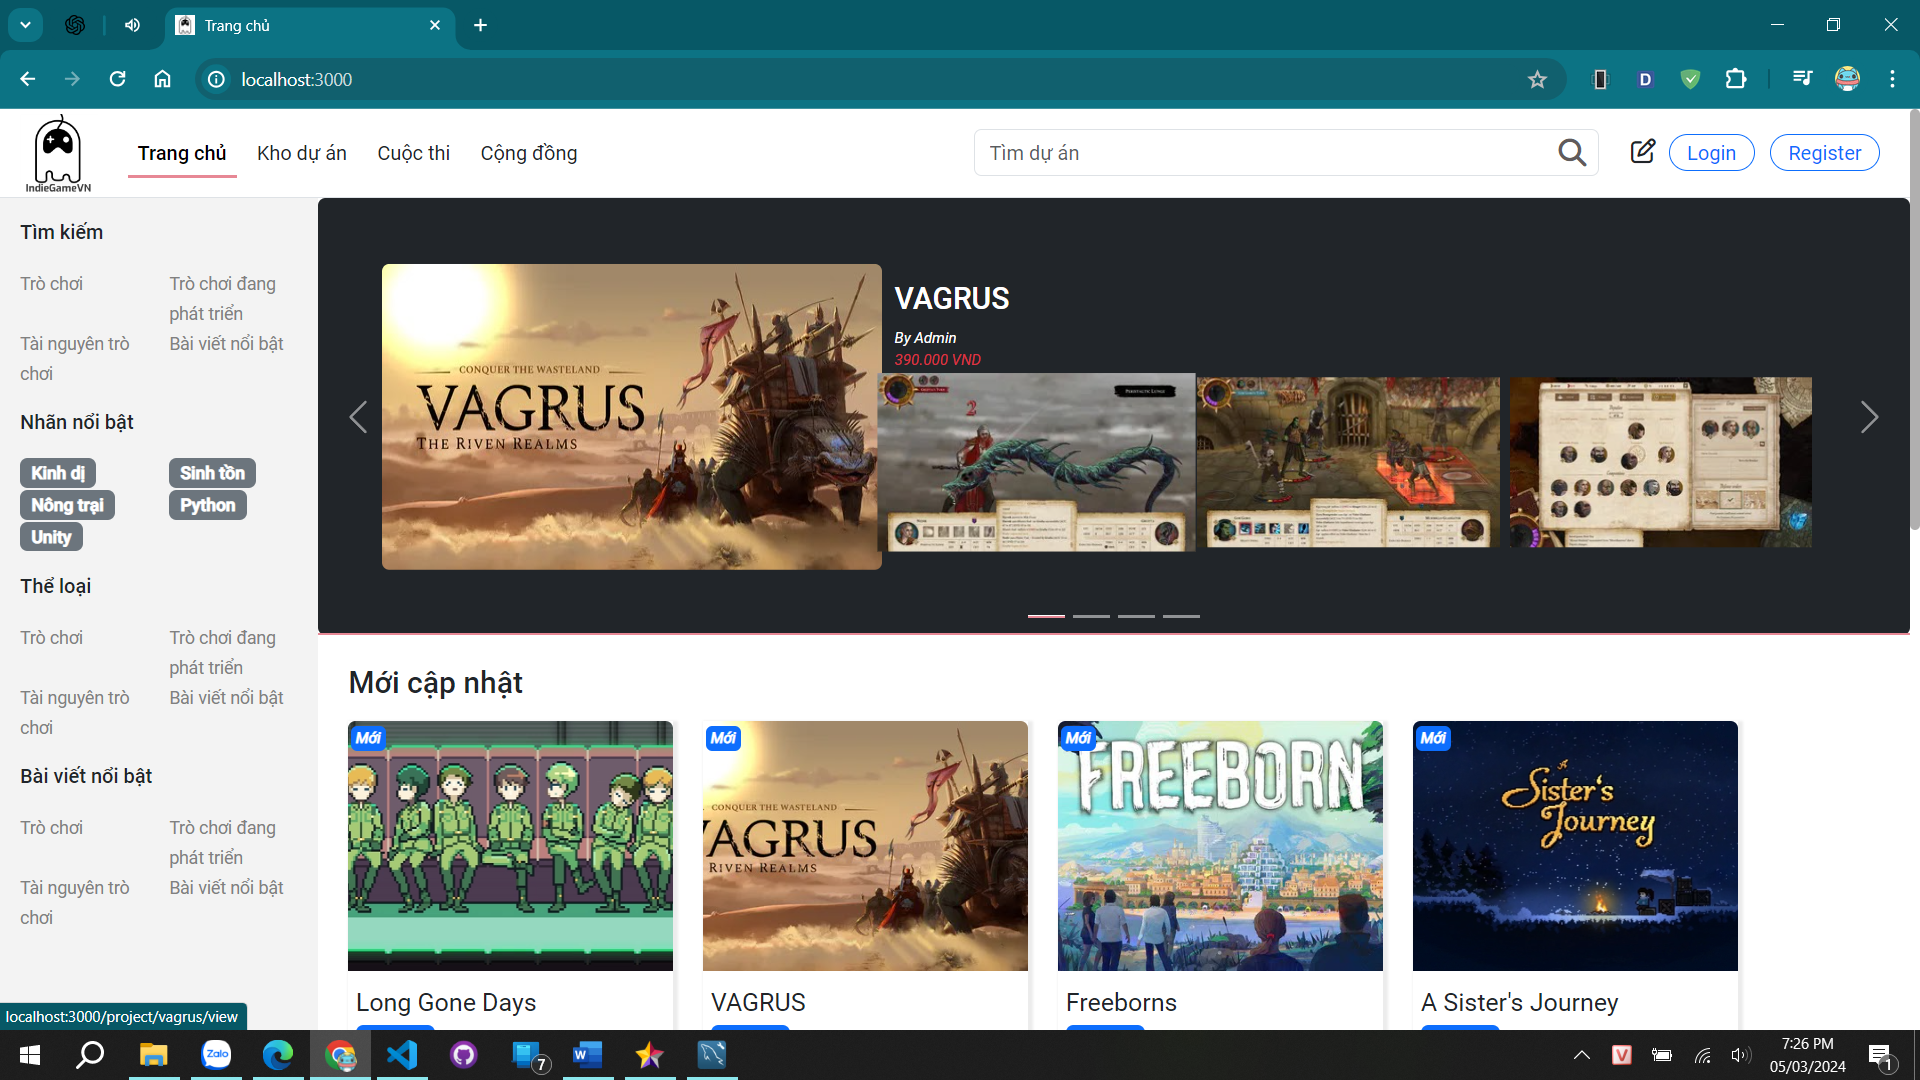 Trang chủ
localhost:3000
IndieGameVN
Trang chủ
Kho dự án
Cuộc thi
Cộng đồng
Tìm dự án
Login
Register
Tìm kiếm
Trò chơi
Trò chơi đang
phát triển
Tài nguyên trò
chơi
Bài viết nổi bật
Nhãn nổi bật
Kinh dị
Sinh tồn
Nông trại
Python
Unity
Thể loại
Trò chơi
Trò chơi đang
phát triển
Tài nguyên trò
chơi
Bài viết nổi bật
Bài viết nổi bật
Trò chơi
Trò chơi đang
phát triển
Tài nguyên trò
chơi
Bài viết nổi bật
CONQUER THE WASTELAND
VAGRUS
THE RIVEN REALMS
VAGRUS
By Admin
390.000 VND
2
Mới cập nhật
Mới
Long Gone Days
Mới
CONQUER THE WASTELAND
VAGRUS
RIVEN REALMS
VAGRUS
Mới
FREEBORN
Freeborns
Mới
A
Sister's
Journey
A Sister's Journey
localhost:3000/project/vagrus/view
Zalo
7
7:26 PM
05/03/2024
1